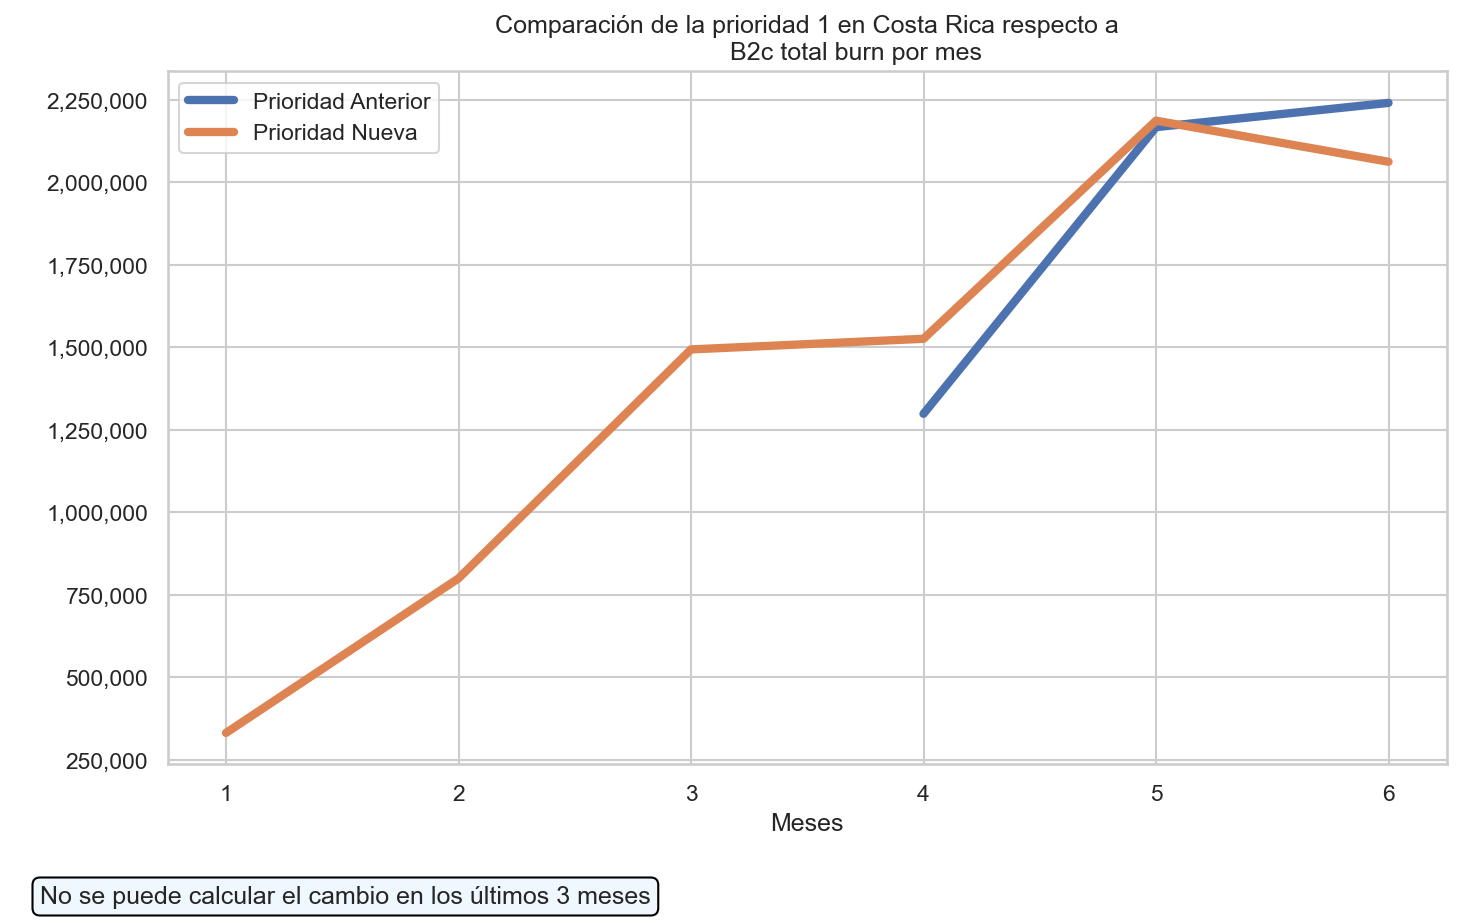 Comparación de la prioridad 1 en Costa Rica respecto a
B2c total burn por mes
Prioridad Anterior
Prioridad Nueva
2,250,000
2,000,000
1,750,000
1,500,000
1,250,000
1,000,000
750,000
500,000
250,000
1 2 3 4 5 6
Meses
No se puede calcular el cambio en los últimos 3 meses